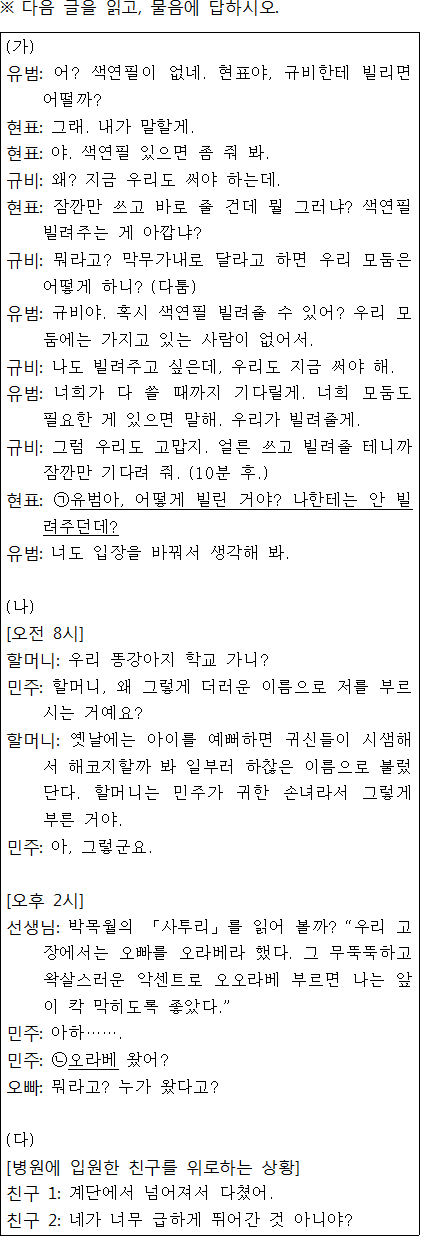 ※ 다음 글을 읽고, 물음에 답하시오.
(가)
유범: 어? 색연필이 없네. 현표야, 규비한테 빌리면
어떨까?
현표: 그래. 내가 말할게.
현표: 야. 색연필 있으면 좀 줘 봐.
규비: 왜? 지금 우리도 써야 하는데.
현표: 잠깐만 쓰고 바로 줄 건데 뭘 그러냐? 색연필
빌려주는 게 아깝냐?
규비: 뭐라고? 막무가내로 달라고 하면 우리 모둠은
어떻게 하니? (다툼)
유범: 규비야. 혹시 색연필 빌려줄 수 있어? 우리 모
둠에는 가지고 있는 사람이 없어서.
규비: 나도 빌려주고 싶은데, 우리도 지금 써야 해.
유범: 너희가 다 쓸 때까지 기다릴게. 너희 모둠도
필요한 게 있으면 말해. 우리가 빌려줄게.
규비: 그럼 우리도 고맙지. 얼른 쓰고 빌려줄 테니까
잠깐만 기다려 줘. (10분 후.)
현표: ㉠유범아, 어떻게 빌린 거야? 나한테는 안 빌
려주던데?
유범: 너도 입장을 바꿔서 생각해 봐.
(나)
[오전 8시]
할머니: 우리 똥강아지 학교 가니?
민주: 할머니, 왜 그렇게 더러운 이름으로 저를 부르
시는 거예요?
할머니: 옛날에는 아이를 예뻐하면 귀신들이 시샘해
서 해코지할까 봐 일부러 하찮은 이름으로 불렀
단다. 할머니는 민주가 귀한 손녀라서 그렇게
부른 거야.
민주: 아, 그렇군요.
[오후 2시]
선생님: 박목월의 「사투리」를 읽어 볼까? “우리 고
장에서는 오빠를 오라베라 했다. 그 무뚝뚝하고
왁살스러운 악센트로 오오라베 부르면 나는 앞
이 칵 막히도록 좋았다.”
민주: 아하…….
민주: ㉡오라베 왔어?
오빠: 뭐라고? 누가 왔다고?
(다)
[병원에 입원한 친구를 위로하는 상황]
친구 1: 계단에서 넘어져서 다쳤어.
친구 2: 네가 너무 급하게 뛰어간 것 아니야?